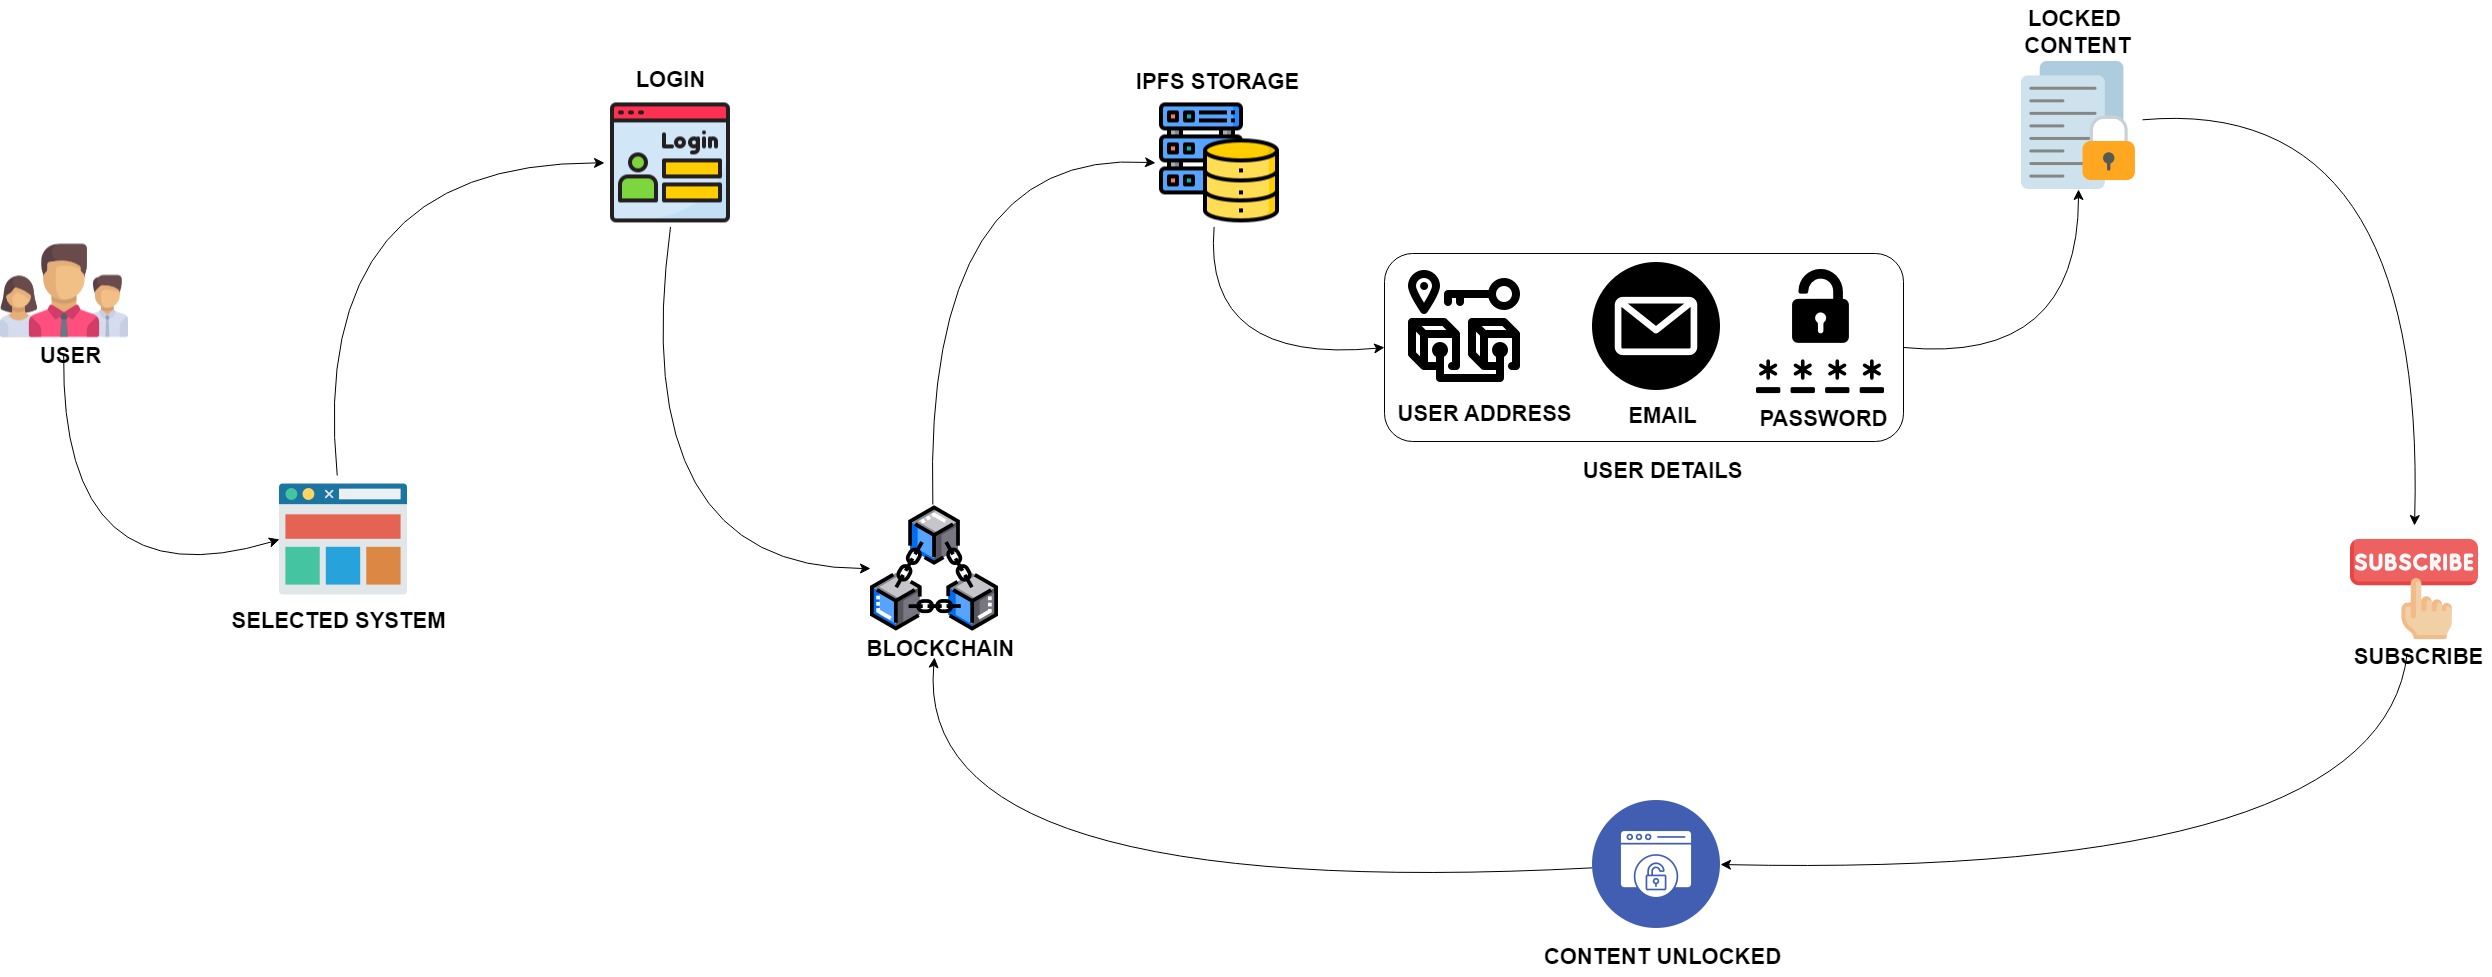 LOCKED
CONTENT
LOGIN
IPFS STORAGE
Login
USER
USER ADDRESS
EMAIL
* * * *
PASSWORD
USER DETAILS
SELECTED SYSTEM
SUBSCRIBE
BLOCKCHAIN
SUBSCRIBE
CONTENT UNLOCKED